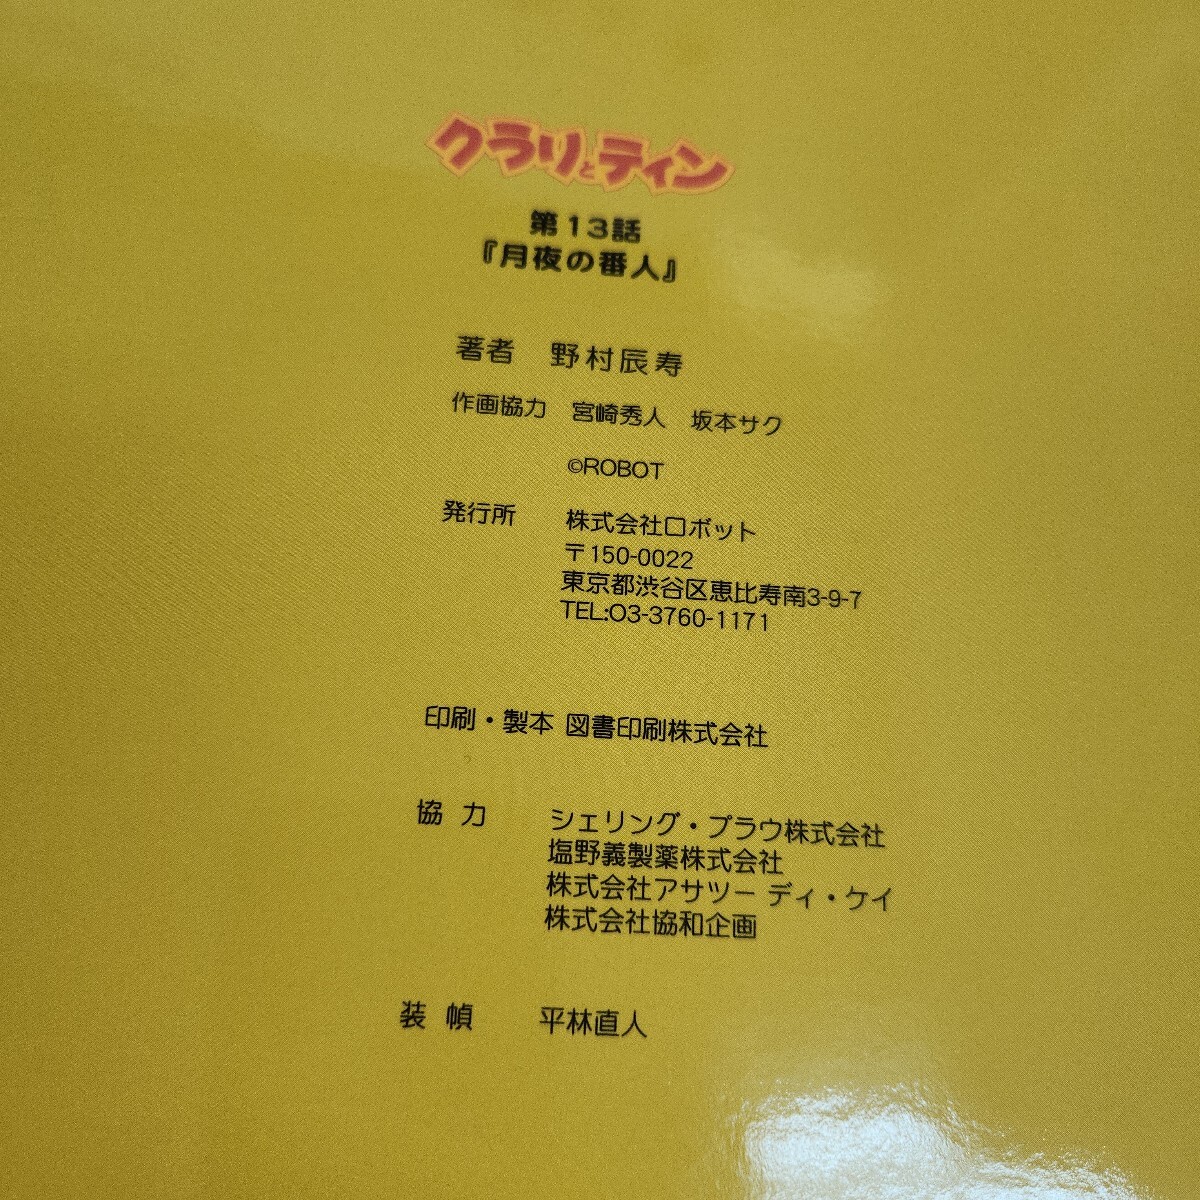 クラリとティン
第13話
『月夜の番人』
著者 野村辰寿
作画協力 宮崎秀人 坂本サク
©ROBOT
発行所 株式会社ロボット
〒150-0022
東京都渋谷区恵比寿南3-9-7
TEL:03-3760-1171
印刷・製本 図書印刷株式会社
協力 シェリング・プラウ株式会社
塩野義製薬株式会社
株式会社アサツー ディ・ケイ
株式会社協和企画
装幀 平林直人